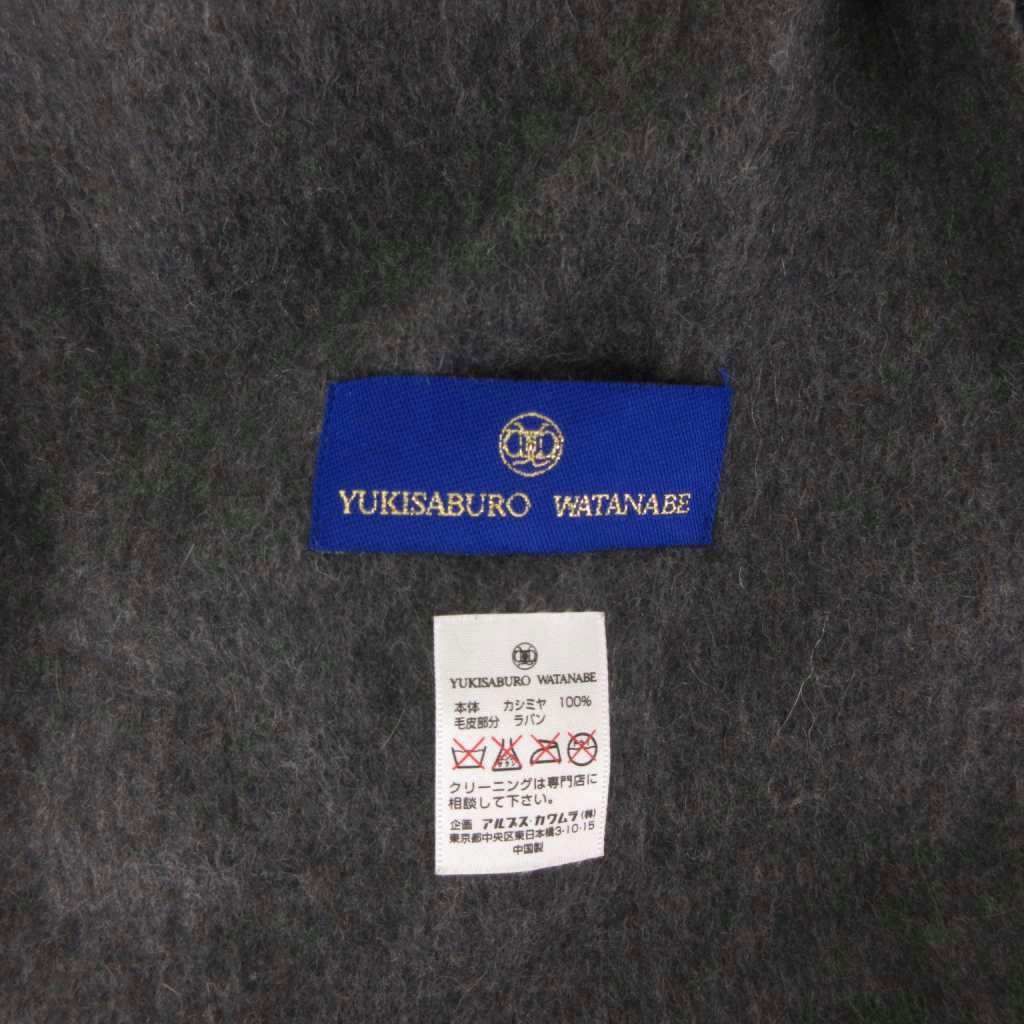 YUKISABURO WATANABE
YUKISABURO WATANABE
本体 カシミヤ 100%
毛皮部分 ラパン
クリーニングは専門店に
相談して下さい。
企画 アルプス・カワムラ(株)
東京都中央区東日本橋3-10-15
中国製